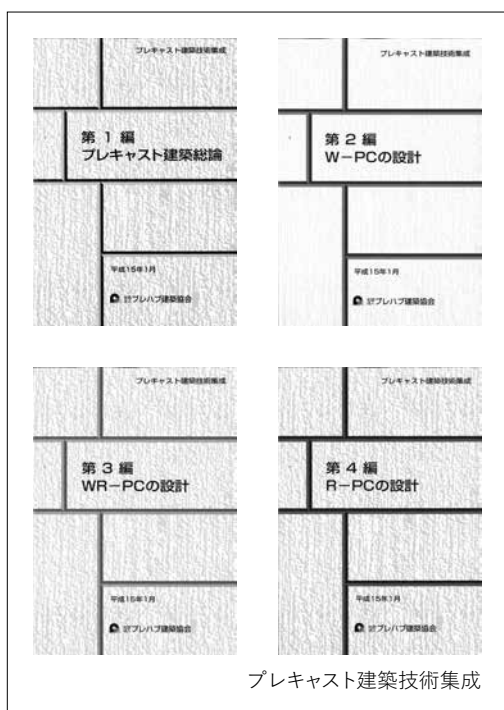 プレキャスト建築技術集成
第1編
プレキャスト建築総論
平成15年1月
プレハブ建築協会
プレキャスト建築技術集成
第2編
W－PCの設計
平成15年1月
プレハブ建築協会
プレキャスト建築技術集成
第3編
WR－PCの設計
平成15年1月
プレハブ建築協会
プレキャスト建築技術集成
第4編
R－PCの設計
平成15年1月
プレハブ建築協会
プレキャスト建築技術集成